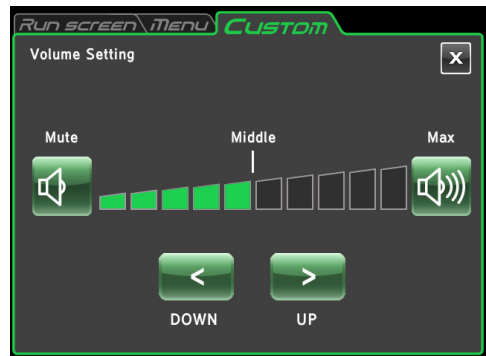 Run screen Menu Custom
Volume Setting
X
Mute Middle Max
< >
DOWN UP